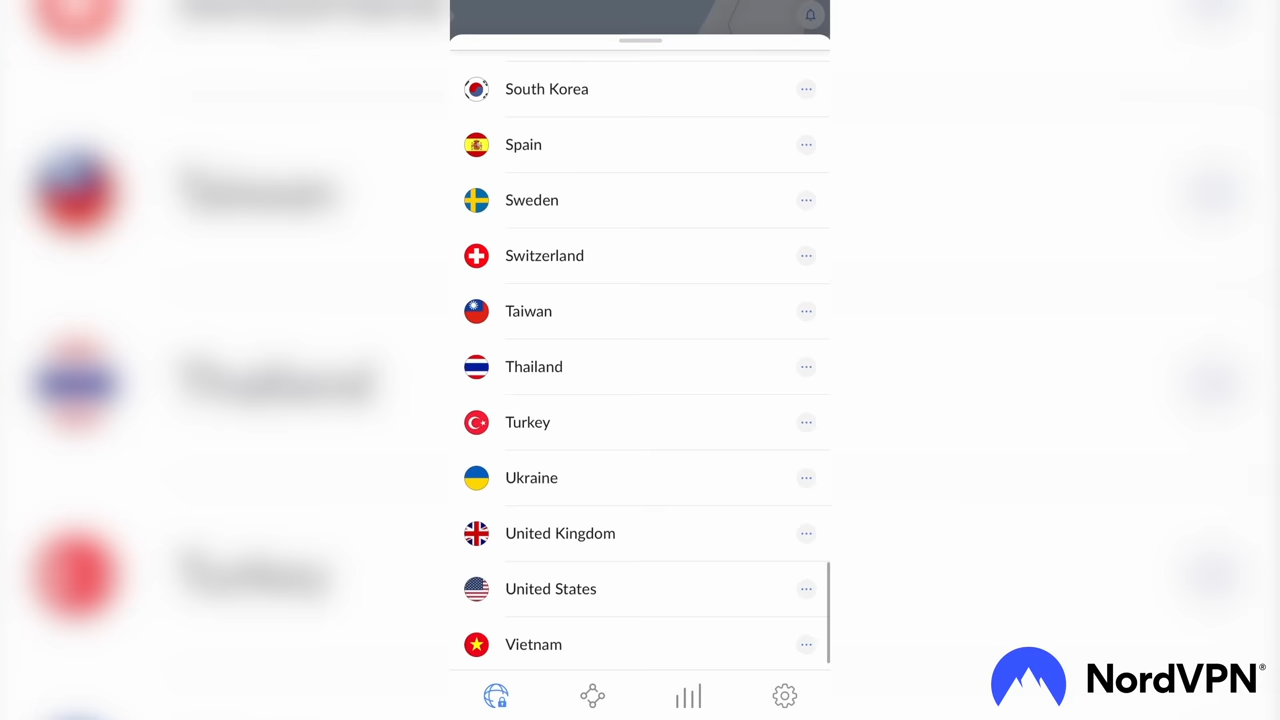 South Korea
Spain
Sweden
Switzerland
Taiwan
Thailand
Turkey
Ukraine
United Kingdom
United States
Vietnam
NordVPN®